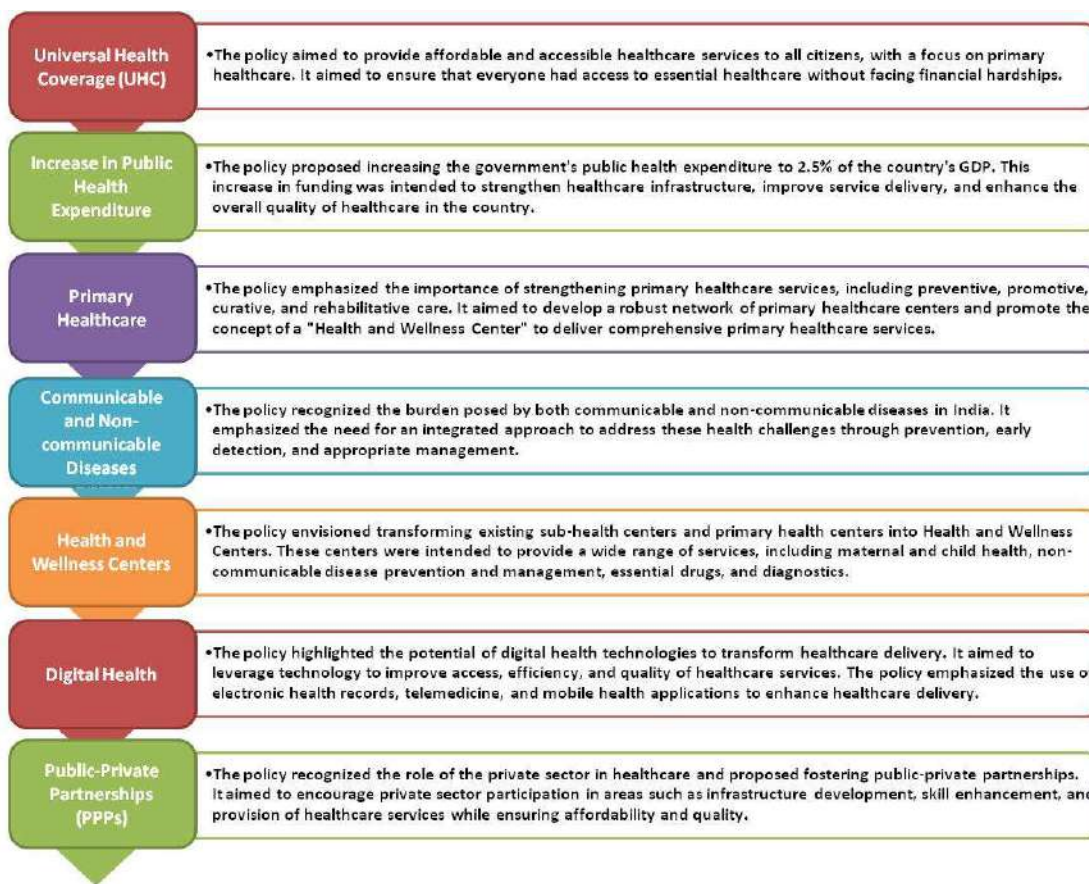 Universal Health
Coverage (UHC)
•The policy aimed to provide affordable and accessible healthcare services to all citizens, with a focus on primary
healthcare. It aimed to ensure that everyone had access to essential healthcare without facing financial hardships.
Increase in Public
Health
Expenditure
•The policy proposed increasing the government's public health expenditure to 2.5% of the country's GDP. This
increase in funding was intended to strengthen healthcare infrastructure, improve service delivery, and enhance the
overall quality of healthcare in the country.
Primary
Healthcare
•The policy emphasized the importance of strengthening primary healthcare services, including preventive, promotive,
curative, and rehabilitative care. It aimed to develop a robust network of primary healthcare centers and promote the
concept of a "Health and Wellness Center" to deliver comprehensive primary healthcare services.
Communicable
and Non-
communicable
Diseases
•The policy recognized the burden posed by both communicable and non-communicable diseases in India. It
emphasized the need for an integrated approach to address these health challenges through prevention, early
detection, and appropriate management.
Health and
Wellness Centers
•The policy envisioned transforming existing sub-health centers and primary health centers into Health and Wellness
Centers. These centers were intended to provide a wide range of services, including maternal and child health, non-
communicable disease prevention and management, essential drugs, and diagnostics.
Digital Health
•The policy highlighted the potential of digital health technologies to transform healthcare delivery. It aimed to
leverage technology to improve access, efficiency, and quality of healthcare services. The policy emphasized the use o
electronic health records, telemedicine, and mobile health applications to enhance healthcare delivery.
Public-Private
Partnerships
(PPPs)
•The policy recognized the role of the private sector in healthcare and proposed fostering public-private partnerships.
It aimed to encourage private sector participation in areas such as infrastructure development, skill enhancement, and
provision of healthcare services while ensuring affordability and quality.